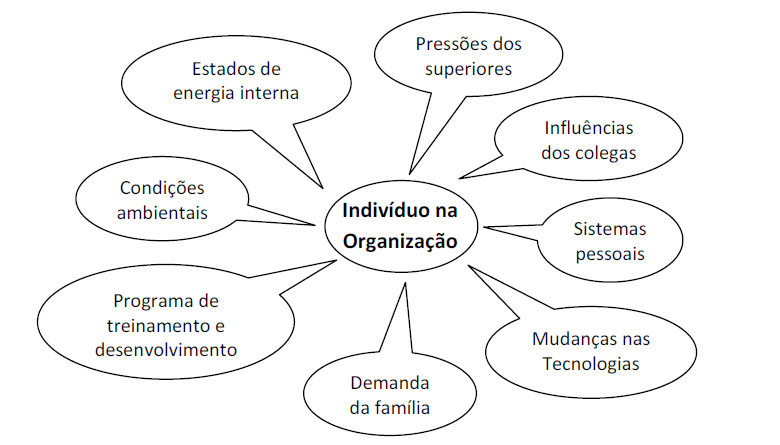 Pressões dos
superiores
Estados de
energia interna
Influências
dos colegas
Condições
ambientais
Indivíduo na
Organização
Sistemas
pessoais
Programa de
treinamento e
desenvolvimento
Mudanças nas
Tecnologias
Demanda
da família